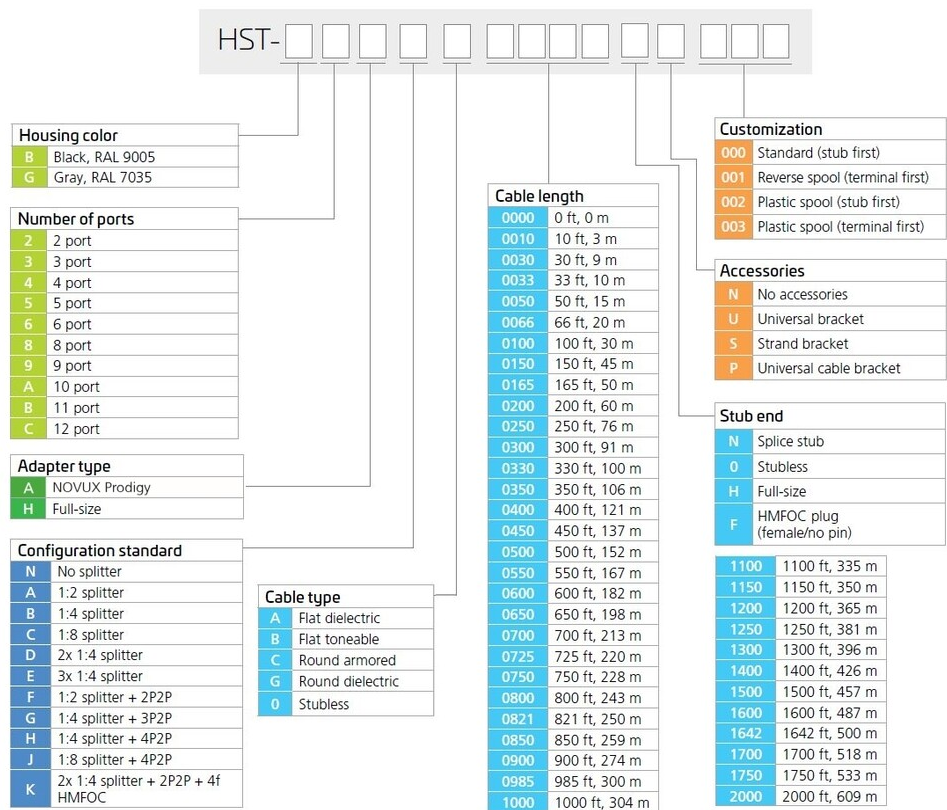 HST-
Housing color
B Black, RAL 9005
G Gray, RAL 7035
Number of ports
2 2 port
3 3 port
4 4 port
5 5 port
6 6 port
8 8 port
9 9 port
A 10 port
B 11 port
C 12 port
Adapter type
A NOVUX Prodigy
H Full-size
Configuration standard
N No splitter
A 1:2 splitter
B 1:4 splitter
C 1:8 splitter
D 2x 1:4 splitter
E 3x 1:4 splitter
F 1:2 splitter + 2P2P
G 1:4 splitter + 3P2P
H 1:4 splitter + 4P2P
J 1:8 splitter + 4P2P
K 2x 1:4 splitter + 2P2P + 4f
HMFOC
Cable type
A Flat dielectric
B Flat toneable
C Round armored
G Round dielectric
0 Stubless
Cable length
0000 0 ft, 0 m
0010 10 ft, 3 m
0030 30 ft, 9 m
0033 33 ft, 10 m
0050 50 ft, 15 m
0066 66 ft, 20 m
0100 100 ft, 30 m
0150 150 ft, 45 m
0165 165 ft, 50 m
0200 200 ft, 60 m
0250 250 ft, 76 m
0300 300 ft, 91 m
0330 330 ft, 100 m
0350 350 ft, 106 m
0400 400 ft, 121 m
0450 450 ft, 137 m
0500 500 ft, 152 m
0550 550 ft, 167 m
0600 600 ft, 182 m
0650 650 ft, 198 m
0700 700 ft, 213 m
0725 725 ft, 220 m
0750 750 ft, 228 m
0800 800 ft, 243 m
0821 821 ft, 250 m
0850 850 ft, 259 m
0900 900 ft, 274 m
0985 985 ft, 300 m
1000 1000 ft, 304 m
Customization
000 Standard (stub first)
001 Reverse spool (terminal first)
002 Plastic spool (stub first)
003 Plastic spool (terminal first)
Accessories
N No accessories
U Universal bracket
S Strand bracket
P Universal cable bracket
Stub end
N Splice stub
0 Stubless
H Full-size
F HMFOC plug
(female/no pin)
1100 1100 ft, 335 m
1150 1150 ft, 350 m
1200 1200 ft, 365 m
1250 1250 ft, 381 m
1300 1300 ft, 396 m
1400 1400 ft, 426 m
1500 1500 ft, 457 m
1600 1600 ft, 487 m
1642 1642 ft, 500 m
1700 1700 ft, 518 m
1750 1750 ft, 533 m
2000 2000 ft, 609 m